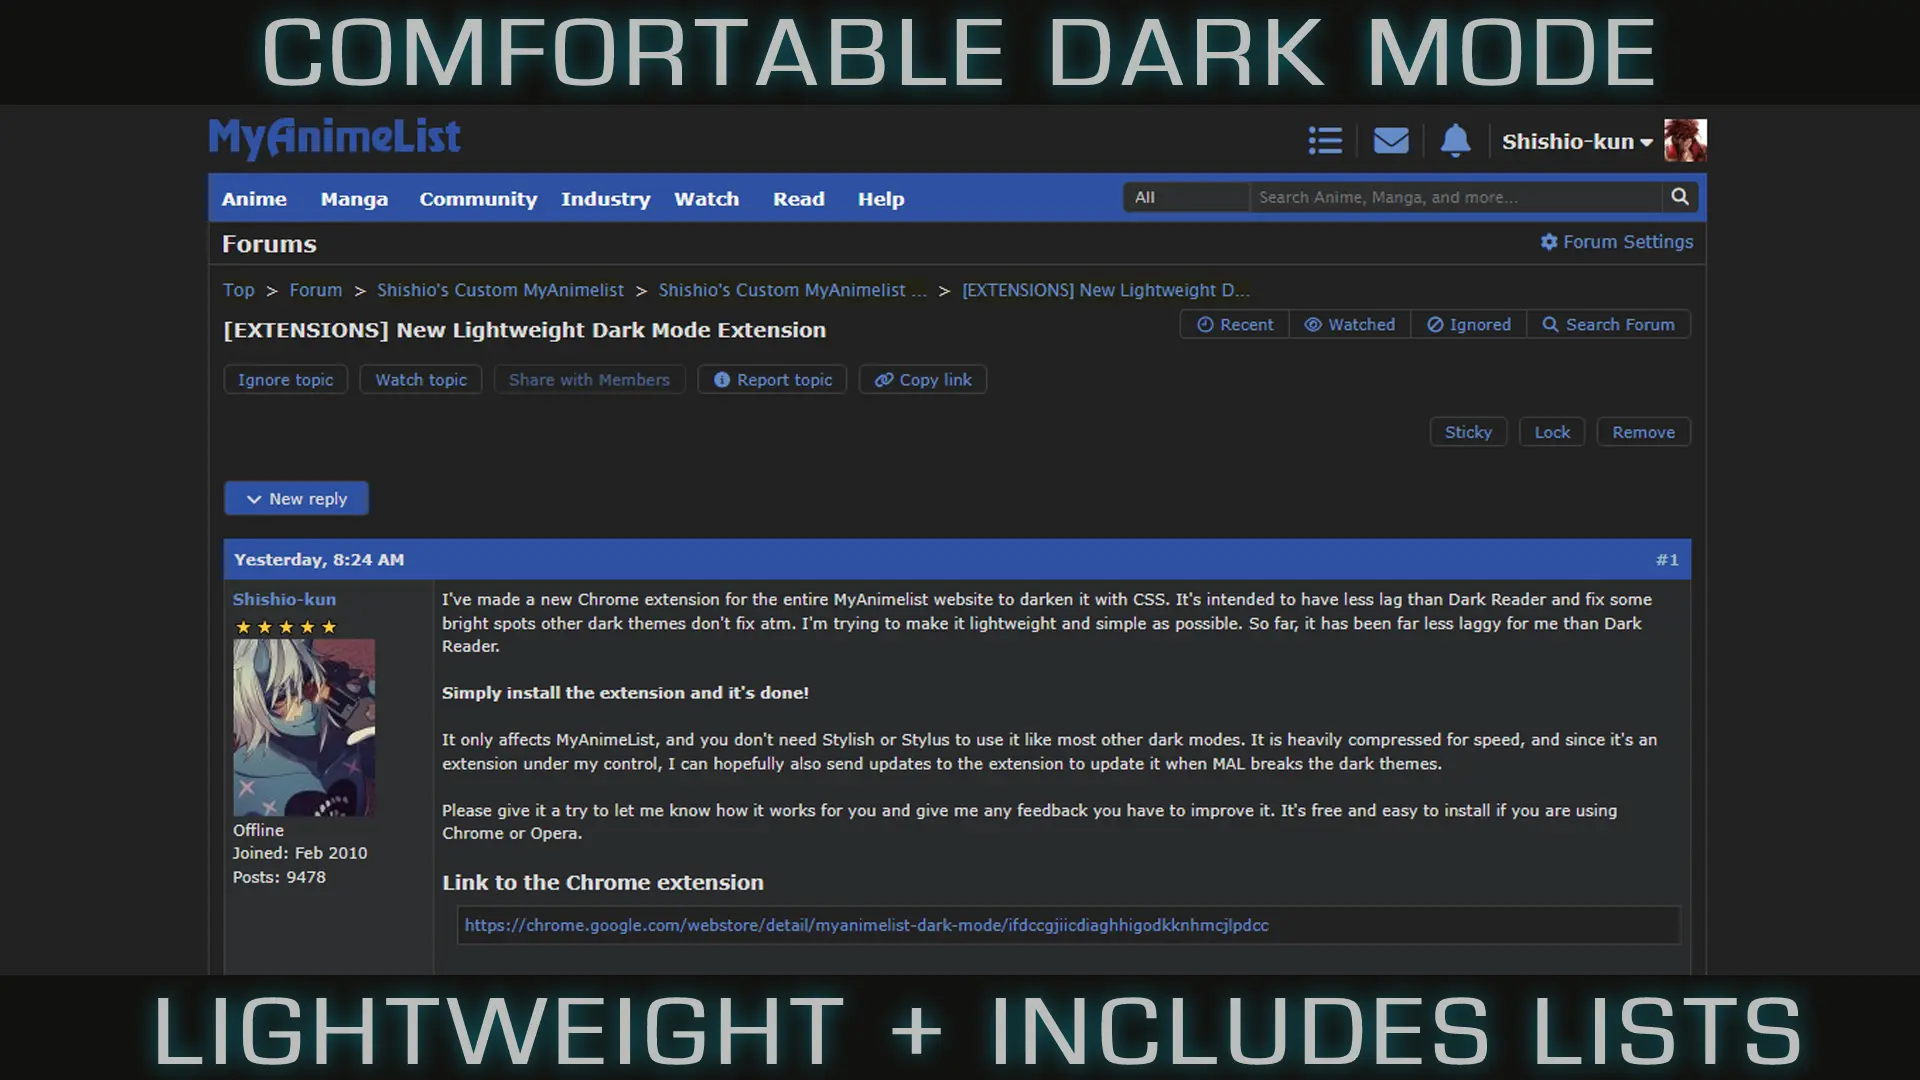 COMFORTABLE DARK MODE
MyAnimeList
Shishio-kun
Anime Manga Community Industry Watch Read Help All Search Anime, Manga, and more...
Forums Forum Settings
Top > Forum > Shishio's Custom MyAnimelist > Shishio's Custom MyAnimelist ... > [EXTENSIONS] New Lightweight D...
[EXTENSIONS] New Lightweight Dark Mode Extension
Recent Watched Ignored Search Forum
Ignore topic Watch topic Share with Members Report topic Copy link
Sticky Lock Remove
New reply
Yesterday, 8:24 AM #1
Shishio-kun
Offline
Joined: Feb 2010
Posts: 9478
I've made a new Chrome extension for the entire MyAnimelist website to darken it with CSS. It's intended to have less lag than Dark Reader and fix some
bright spots other dark themes don't fix atm. I'm trying to make it lightweight and simple as possible. So far, it has been far less laggy for me than Dark
Reader.
Simply install the extension and it's done!
It only affects MyAnimeList, and you don't need Stylish or Stylus to use it like most other dark modes. It is heavily compressed for speed, and since it's an
extension under my control, I can hopefully also send updates to the extension to update it when MAL breaks the dark themes.
Please give it a try to let me know how it works for you and give me any feedback you have to improve it. It's free and easy to install if you are using
Chrome or Opera.
Link to the Chrome extension
https://chrome.google.com/webstore/detail/myanimelist-dark-mode/ifdccgjiicdiaghhigodkknhmcjlpdcc
LIGHTWEIGHT + INCLUDES LISTS